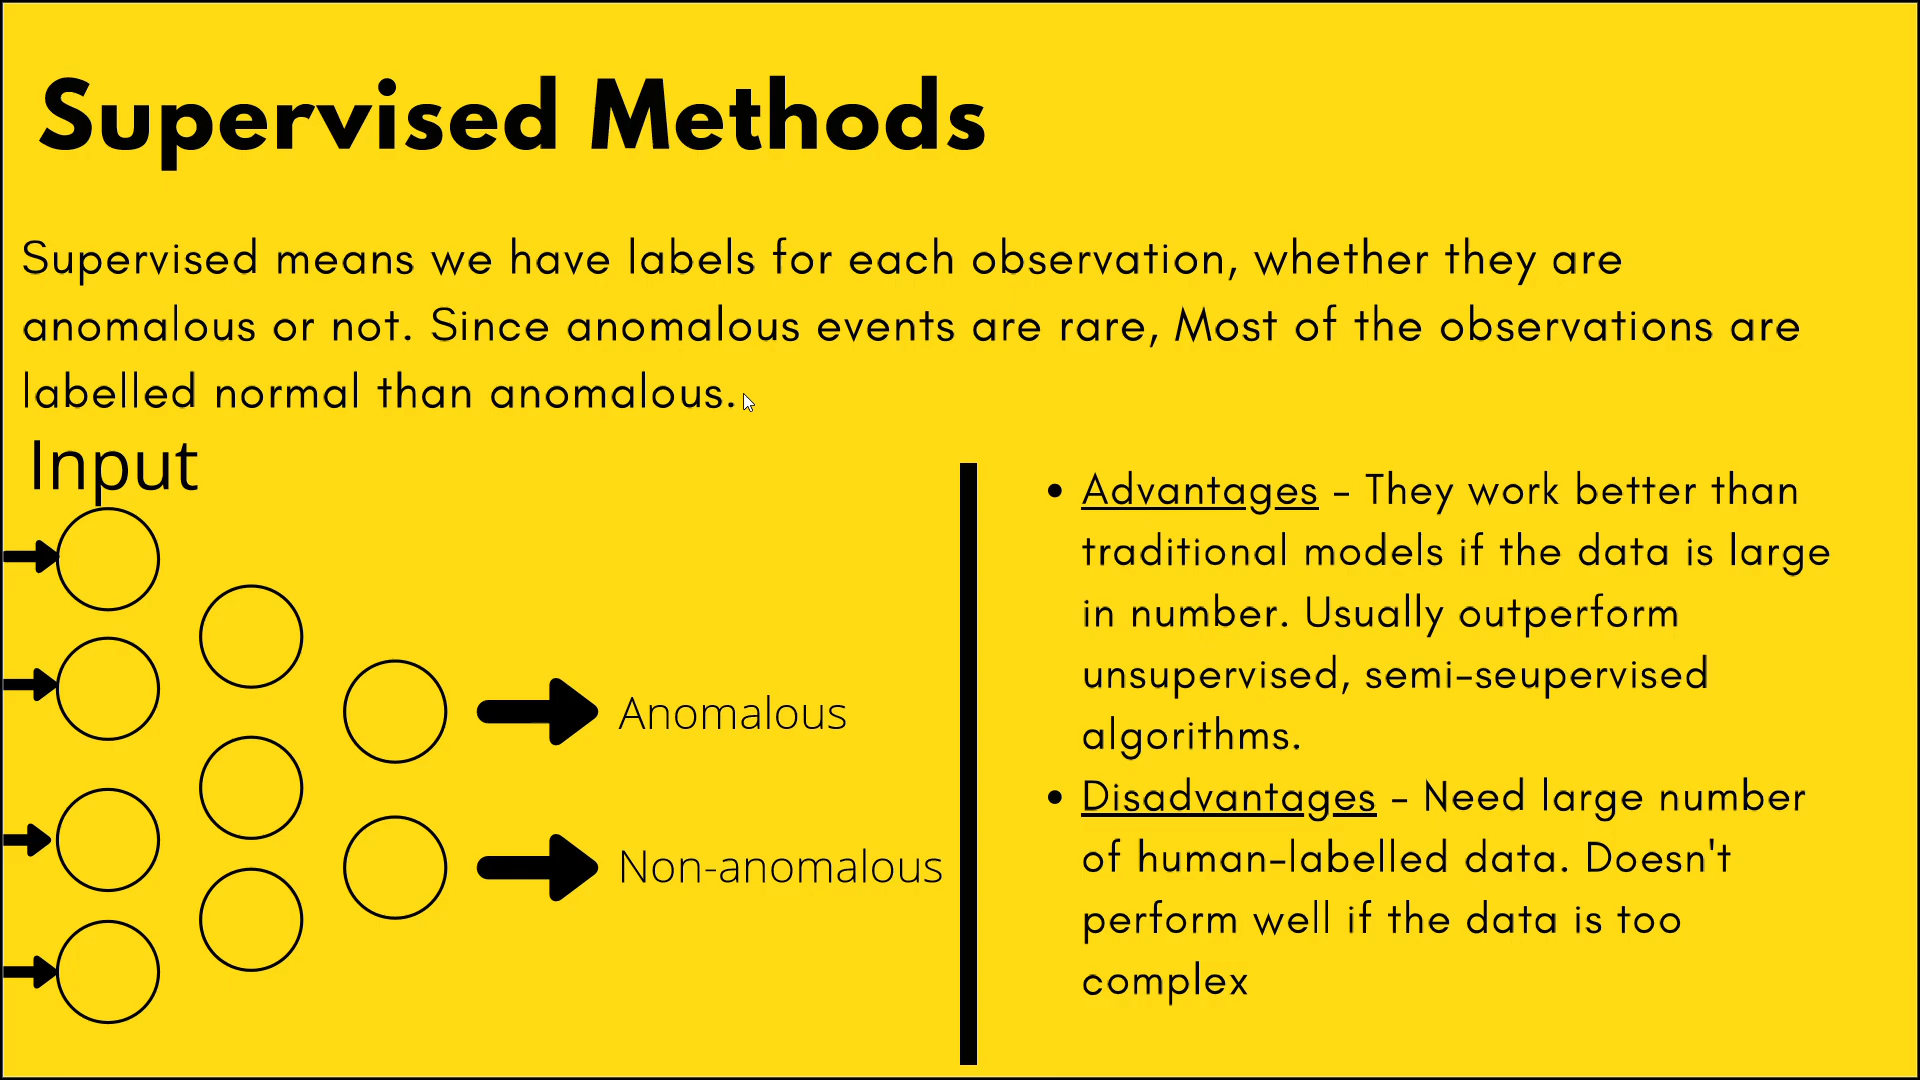 Supervised Methods
Supervised means we have labels for each observation, whether they are
anomalous or not. Since anomalous events are rare, Most of the observations are
labelled normal than anomalous.
Input
Anomalous
Non-anomalous
• Advantages - They work better than
traditional models if the data is large
in number. Usually outperform
unsupervised, semi-seupervised
algorithms.
• Disadvantages - Need large number
of human-labelled data. Doesn't
perform well if the data is too
complex